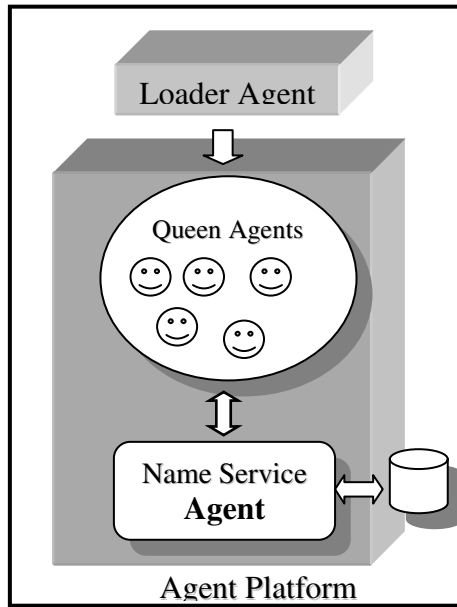 Loader Agent
Queen Agents
Name Service
Agent
Agent Platform